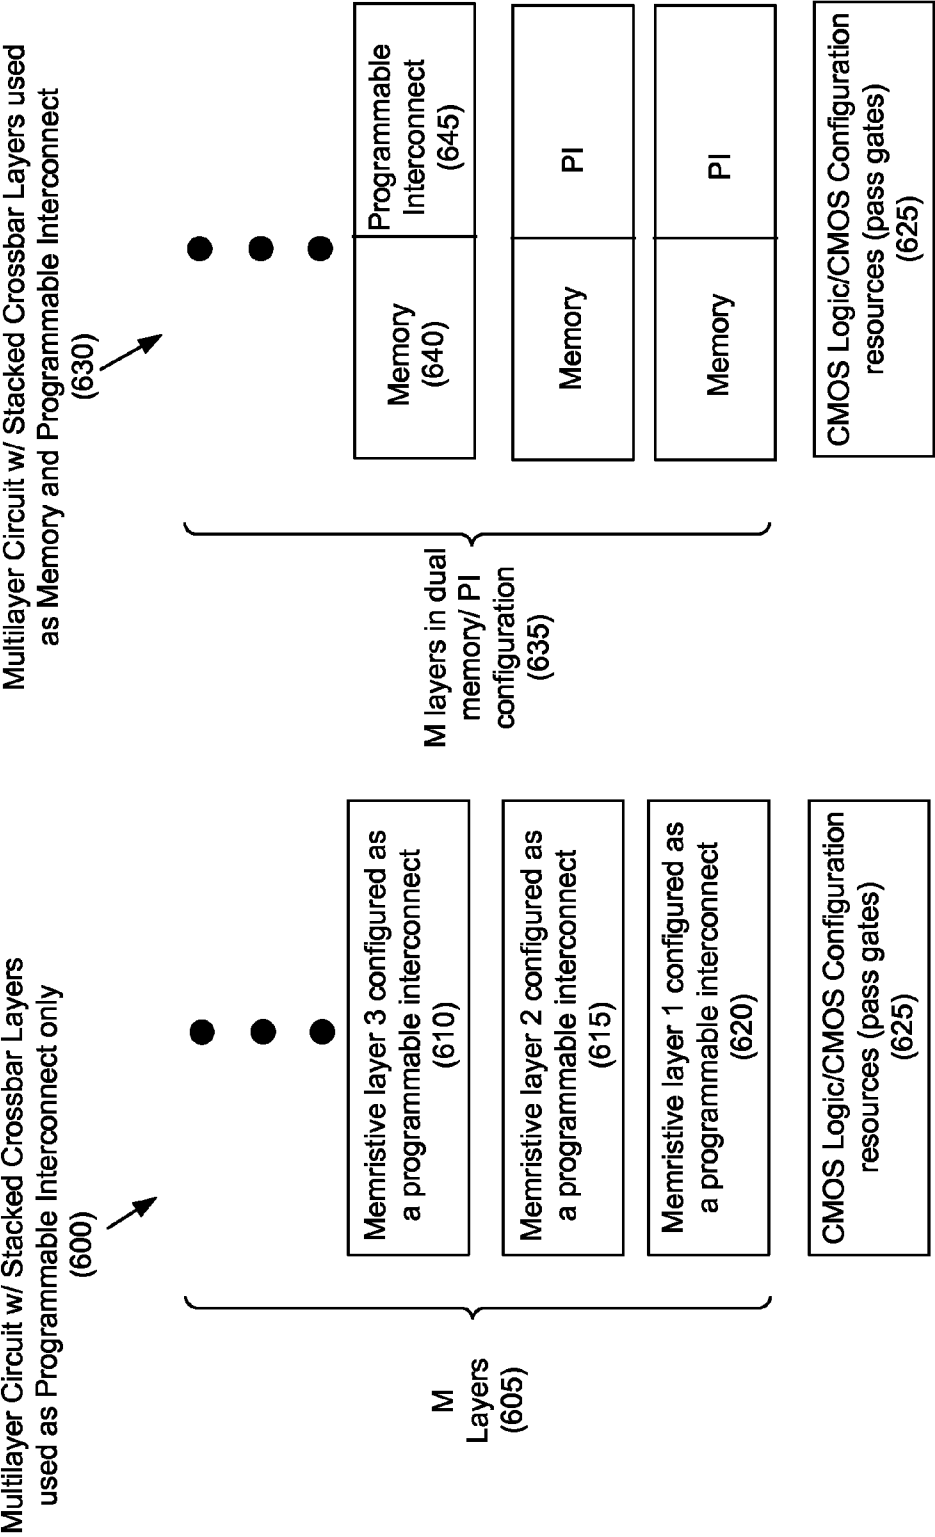 Multilayer Circuit w/ Stacked Crossbar Layers
used as Programmable Interconnect only
(600)
M
Layers
(605)
Memristive layer 3 configured as
a programmable interconnect
(610)
Memristive layer 2 configured as
a programmable interconnect
(615)
Memristive layer 1 configured as
a programmable interconnect
(620)
CMOS Logic/CMOS Configuration
resources (pass gates)
(625)
Multilayer Circuit w/ Stacked Crossbar Layers used
as Memory and Programmable Interconnect
(630)
M layers in dual
memory/ PI
configuration
(635)
Memory
(640)
Programmable
Interconnect
(645)
Memory
PI
Memory
PI
CMOS Logic/CMOS Configuration
resources (pass gates)
(625)